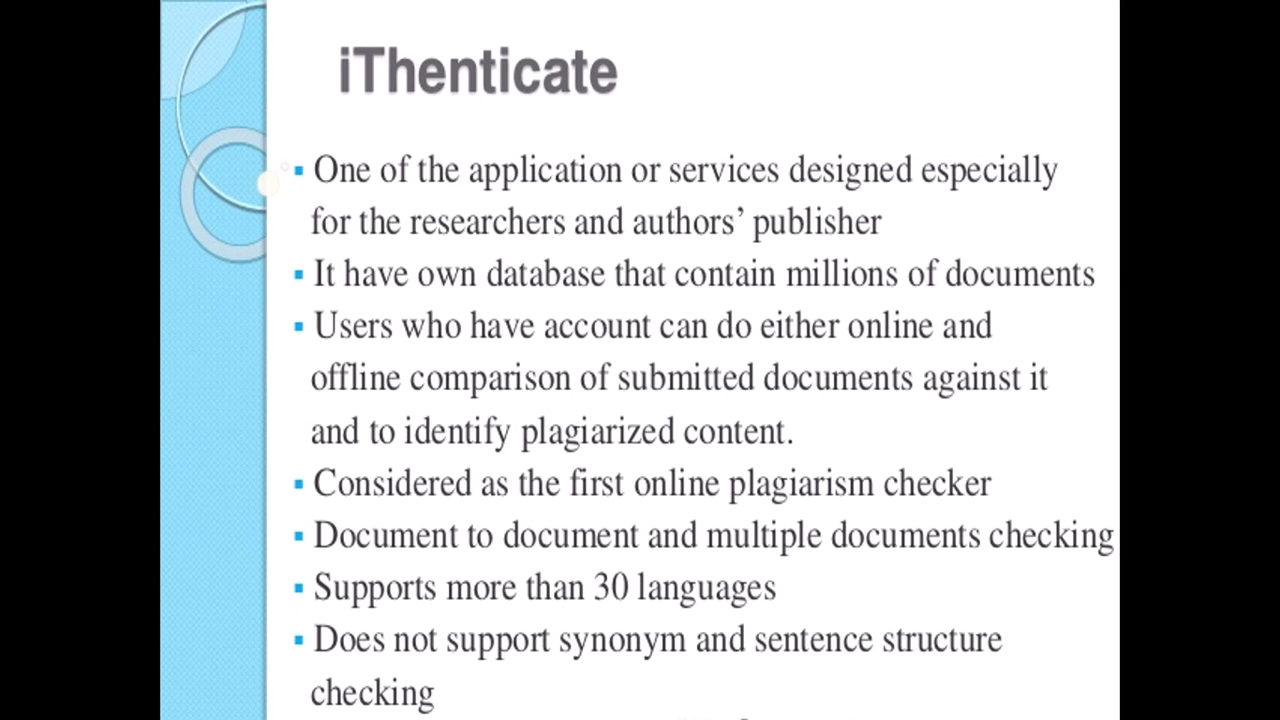 iThenticate
▪ One of the application or services designed especially
for the researchers and authors’ publisher
▪ It have own database that contain millions of documents
▪ Users who have account can do either online and
offline comparison of submitted documents against it
and to identify plagiarized content.
▪ Considered as the first online plagiarism checker
▪ Document to document and multiple documents checking
▪ Supports more than 30 languages
▪ Does not support synonym and sentence structure
checking